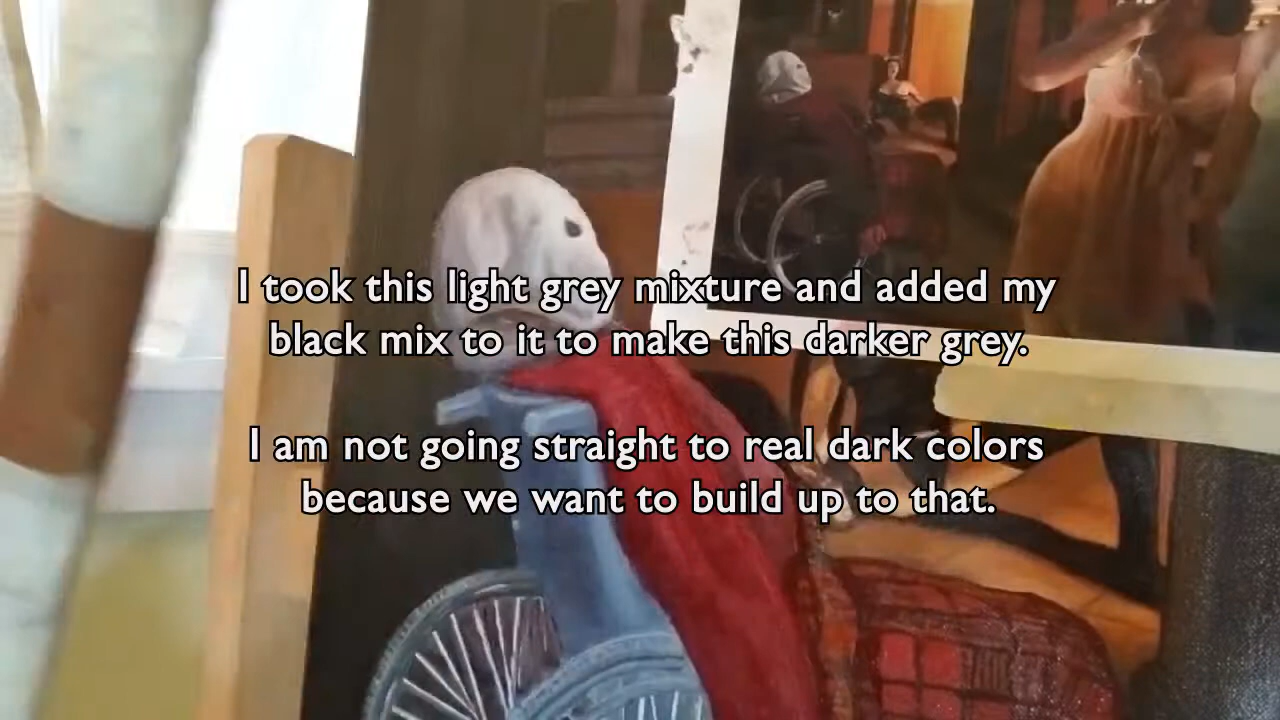 I took this light grey mixture and added my
black mix to it to make this darker grey.
I am not going straight to real dark colors
because we want to build up to that.